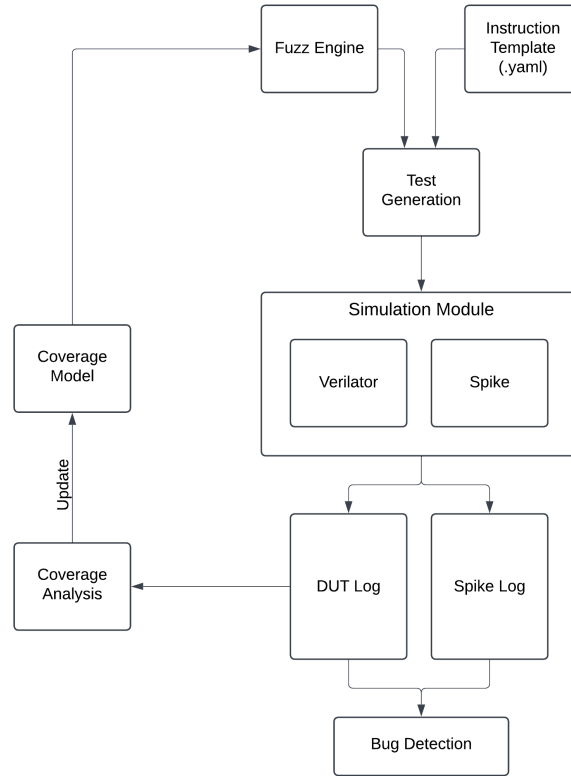 Fuzz Engine
Instruction
Template
(.yaml)
Test
Generation
Simulation Module
Verilator
Spike
Coverage
Model
Update
Coverage
Analysis
DUT Log
Spike Log
Bug Detection